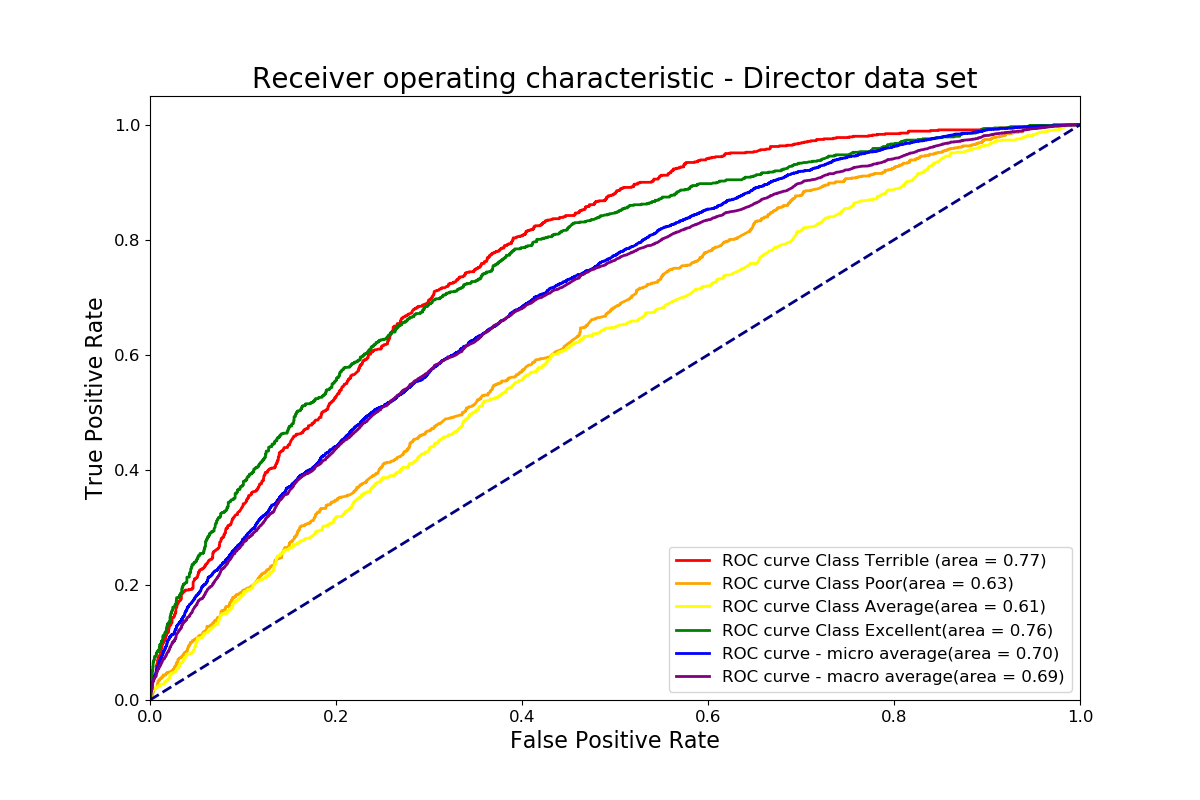 Receiver operating characteristic - Director data set
True Positive Rate
1.0
0.8
0.6
0.4
0.2
0.0
ROC curve Class Terrible (area = 0.77)
ROC curve Class Poor(area = 0.63)
ROC curve Class Average(area = 0.61)
ROC curve Class Excellent(area = 0.76)
ROC curve - micro average(area = 0.70)
ROC curve - macro average(area = 0.69)
0.0 0.2 0.4 0.6 0.8 1.0
False Positive Rate